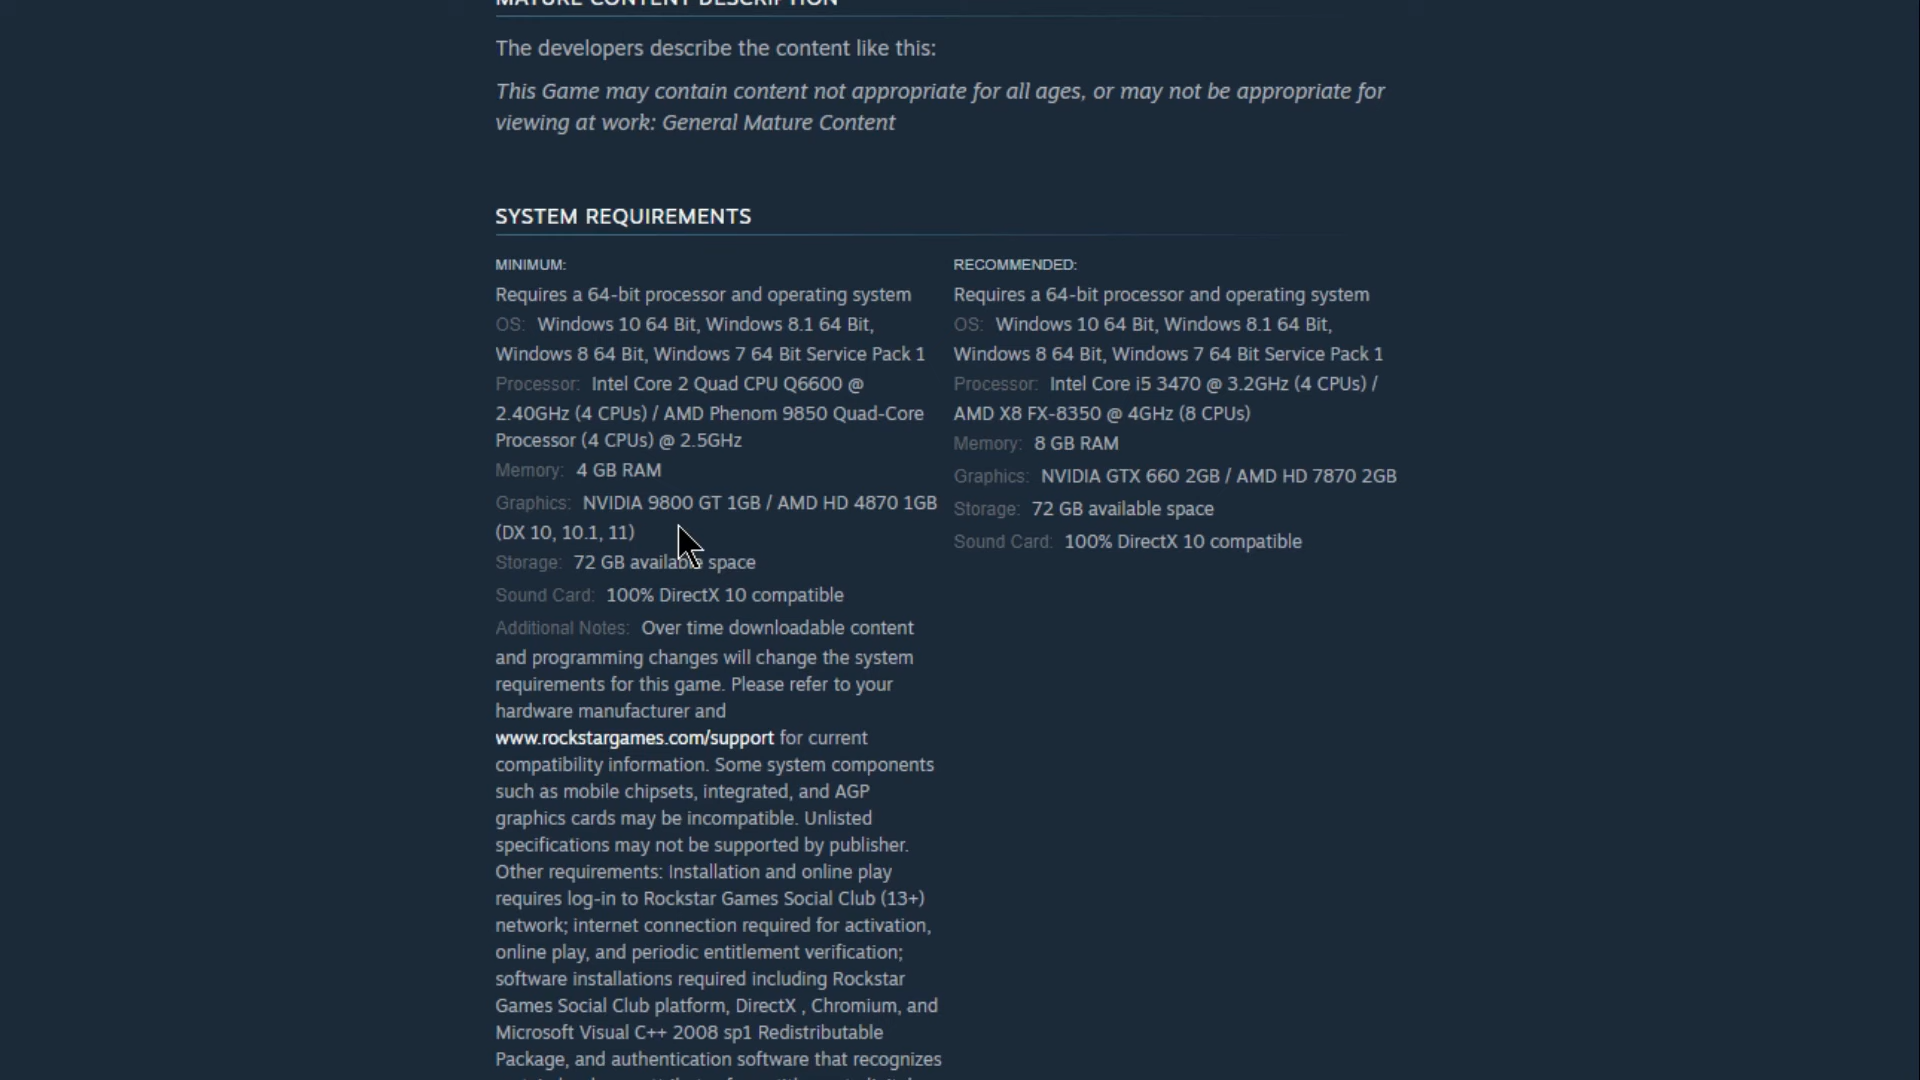 MATURE CONTENT DESCRIPTION
The developers describe the content like this:
This Game may contain content not appropriate for all ages, or may not be appropriate for
viewing at work: General Mature Content
SYSTEM REQUIREMENTS
MINIMUM:
Requires a 64-bit processor and operating system
OS: Windows 10 64 Bit, Windows 8.1 64 Bit,
Windows 8 64 Bit, Windows 7 64 Bit Service Pack 1
Processor: Intel Core 2 Quad CPU Q6600 @
2.40GHz (4 CPUs) / AMD Phenom 9850 Quad-Core
Processor (4 CPUs) @ 2.5GHz
Memory: 4 GB RAM
Graphics: NVIDIA 9800 GT 1GB / AMD HD 4870 1GB
(DX 10, 10.1, 11)
Storage: 72 GB available space
Sound Card: 100% DirectX 10 compatible
Additional Notes: Over time downloadable content
and programming changes will change the system
requirements for this game. Please refer to your
hardware manufacturer and
www.rockstargames.com/support for current
compatibility information. Some system components
such as mobile chipsets, integrated, and AGP
graphics cards may be incompatible. Unlisted
specifications may not be supported by publisher.
Other requirements: Installation and online play
requires log-in to Rockstar Games Social Club (13+)
network; internet connection required for activation,
online play, and periodic entitlement verification;
software installations required including Rockstar
Games Social Club platform, DirectX , Chromium, and
Microsoft Visual C++ 2008 sp1 Redistributable
Package, and authentication software that recognizes
RECOMMENDED:
Requires a 64-bit processor and operating system
OS: Windows 10 64 Bit, Windows 8.1 64 Bit,
Windows 8 64 Bit, Windows 7 64 Bit Service Pack 1
Processor: Intel Core i5 3470 @ 3.2GHz (4 CPUs) /
AMD X8 FX-8350 @ 4GHz (8 CPUs)
Memory: 8 GB RAM
Graphics: NVIDIA GTX 660 2GB / AMD HD 7870 2GB
Storage: 72 GB available space
Sound Card: 100% DirectX 10 compatible